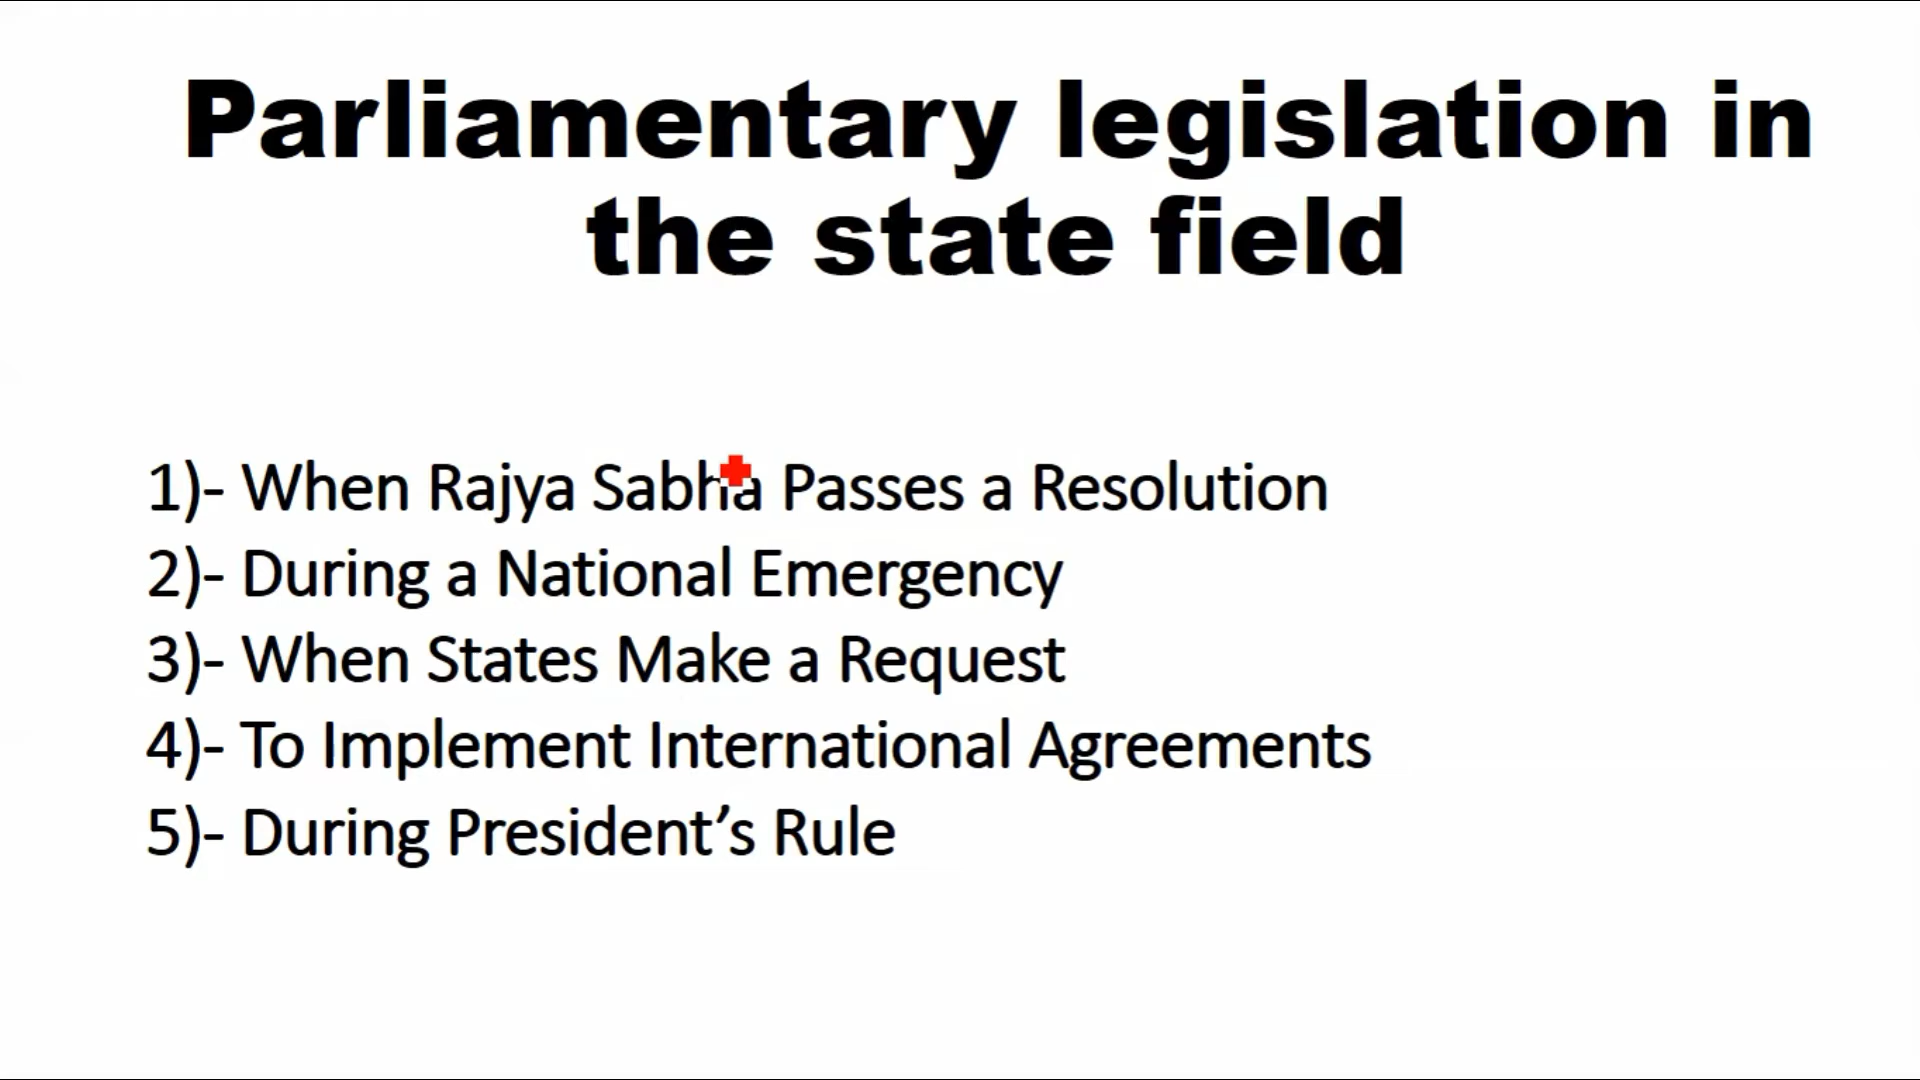 Parliamentary legislation in
the state field
1)- When Rajya Sabha Passes a Resolution
2)- During a National Emergency
3)- When States Make a Request
4)- To Implement International Agreements
5)- During President’s Rule